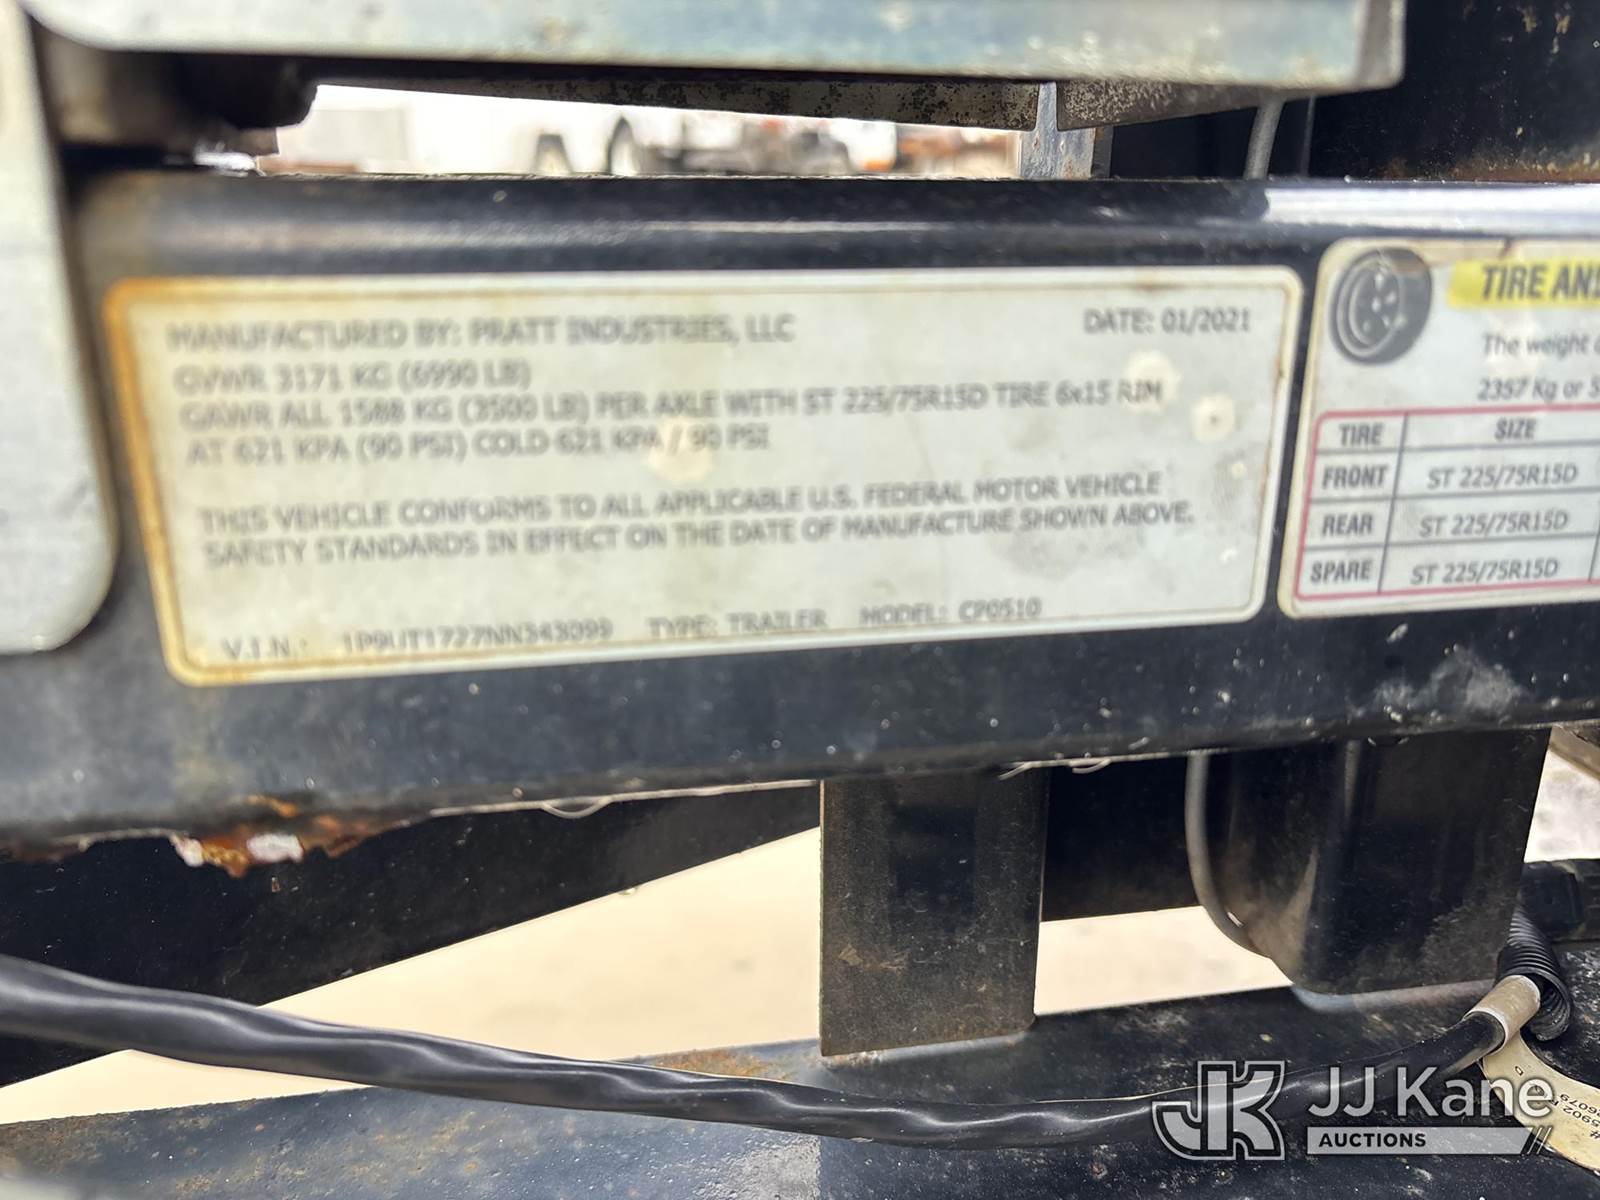 MANUFACTURED BY: PRATT INDUSTRIES, LLC DATE: 01/2021
GVWR 3171 KG (6990 LB)
GAWR ALL 1588 KG (3500 LB) PER AXLE WITH ST 225/75R15D TIRE 6x15 RIM
AT 621 KPA (90 PSI) COLD 621 KPA / 90 PSI
THIS VEHICLE CONFORMS TO ALL APPLICABLE U.S. FEDERAL MOTOR VEHICLE
SAFETY STANDARDS IN EFFECT ON THE DATE OF MANUFACTURE SHOWN ABOVE.
V.I.N.: 1P9UT1727NN343099 TYPE: TRAILER MODEL: CP0510
TIRE
The weight
2357 Kg or
TIRE SIZE
FRONT ST 225/75R15D
REAR ST 225/75R15D
SPARE ST 225/75R15D
JK JJ Kane
AUCTIONS